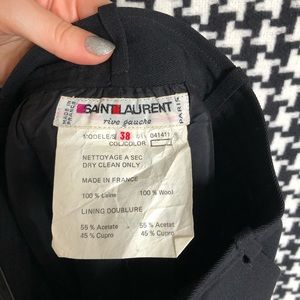 MADE IN FRANCE
SAINT LAURENT
rive gauche
PARIS
MODELE/S 38 041411
COL/COLOR
NETTOYAGE A SEC
DRY CLEAN ONLY
MADE IN FRANCE
100 % Laine 100 % Wool
LINING DOUBLURE
55 % Acetate 55 % Acetat
45 % Cupro 45 % Cupro